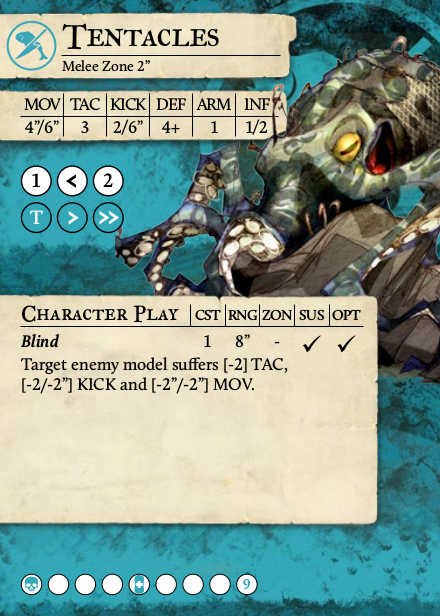 TENTACLES
Melee Zone 2”
MOV TAC KICK DEF ARM INF
4”/6” 3 2/6” 4+ 1 1/2
1 < 2
T > >>
CHARACTER PLAY CST RNG ZON SUS OPT
Blind 1 8” - ✓ ✓
Target enemy model suffers [-2] TAC,
[-2/-2”] KICK and [-2”/-2”] MOV.
9